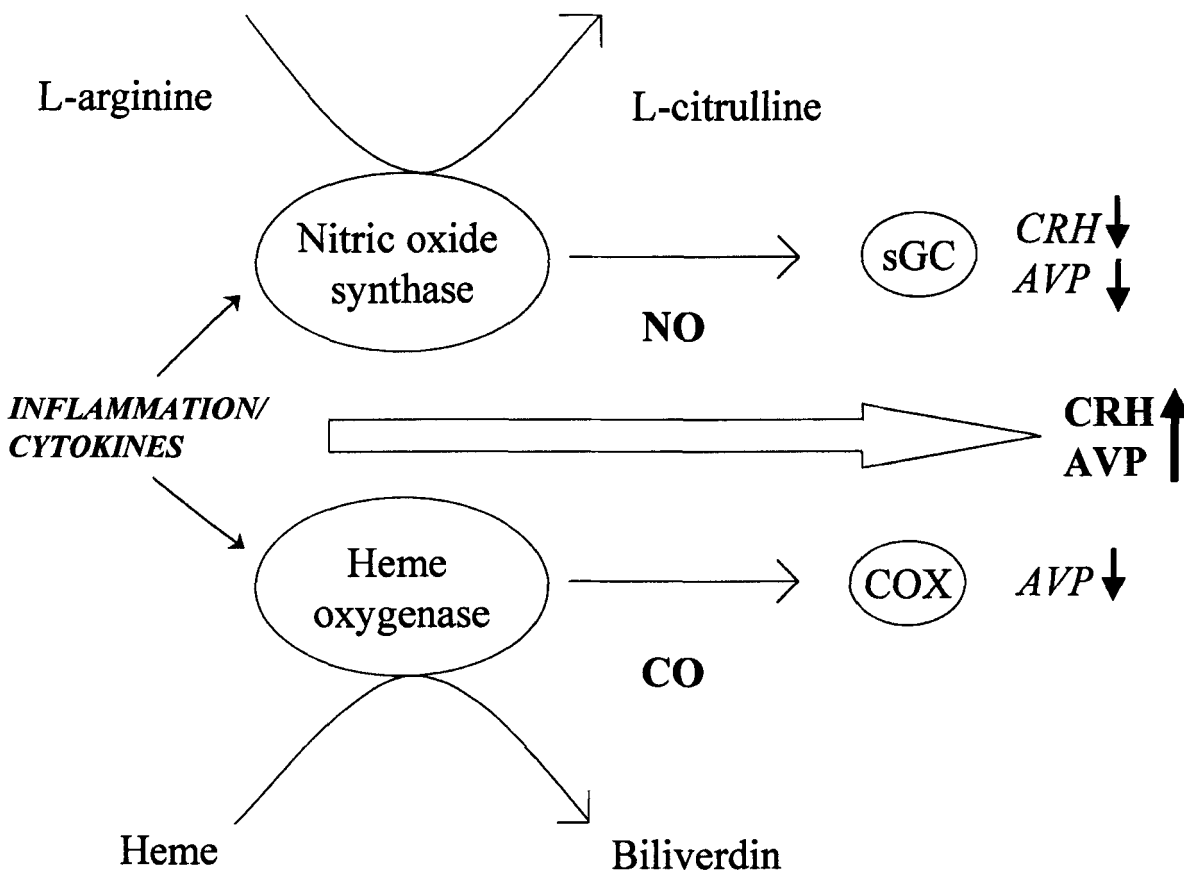 L-arginine
L-citrulline
Nitric oxide
synthase
sGC
CRH
AVP
NO
INFLAMMATION/
CYTOKINES
CRH
AVP
Heme
oxygenase
COX
AVP
CO
Heme
Biliverdin